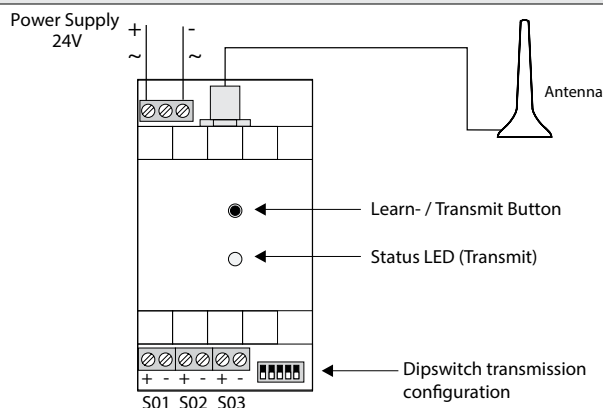 Power Supply
24V
+ -
~ ~
Antenna
Learn- / Transmit Button
Status LED (Transmit)
Dipswitch transmission
configuration
+ - + - + -
S01 S02 S03